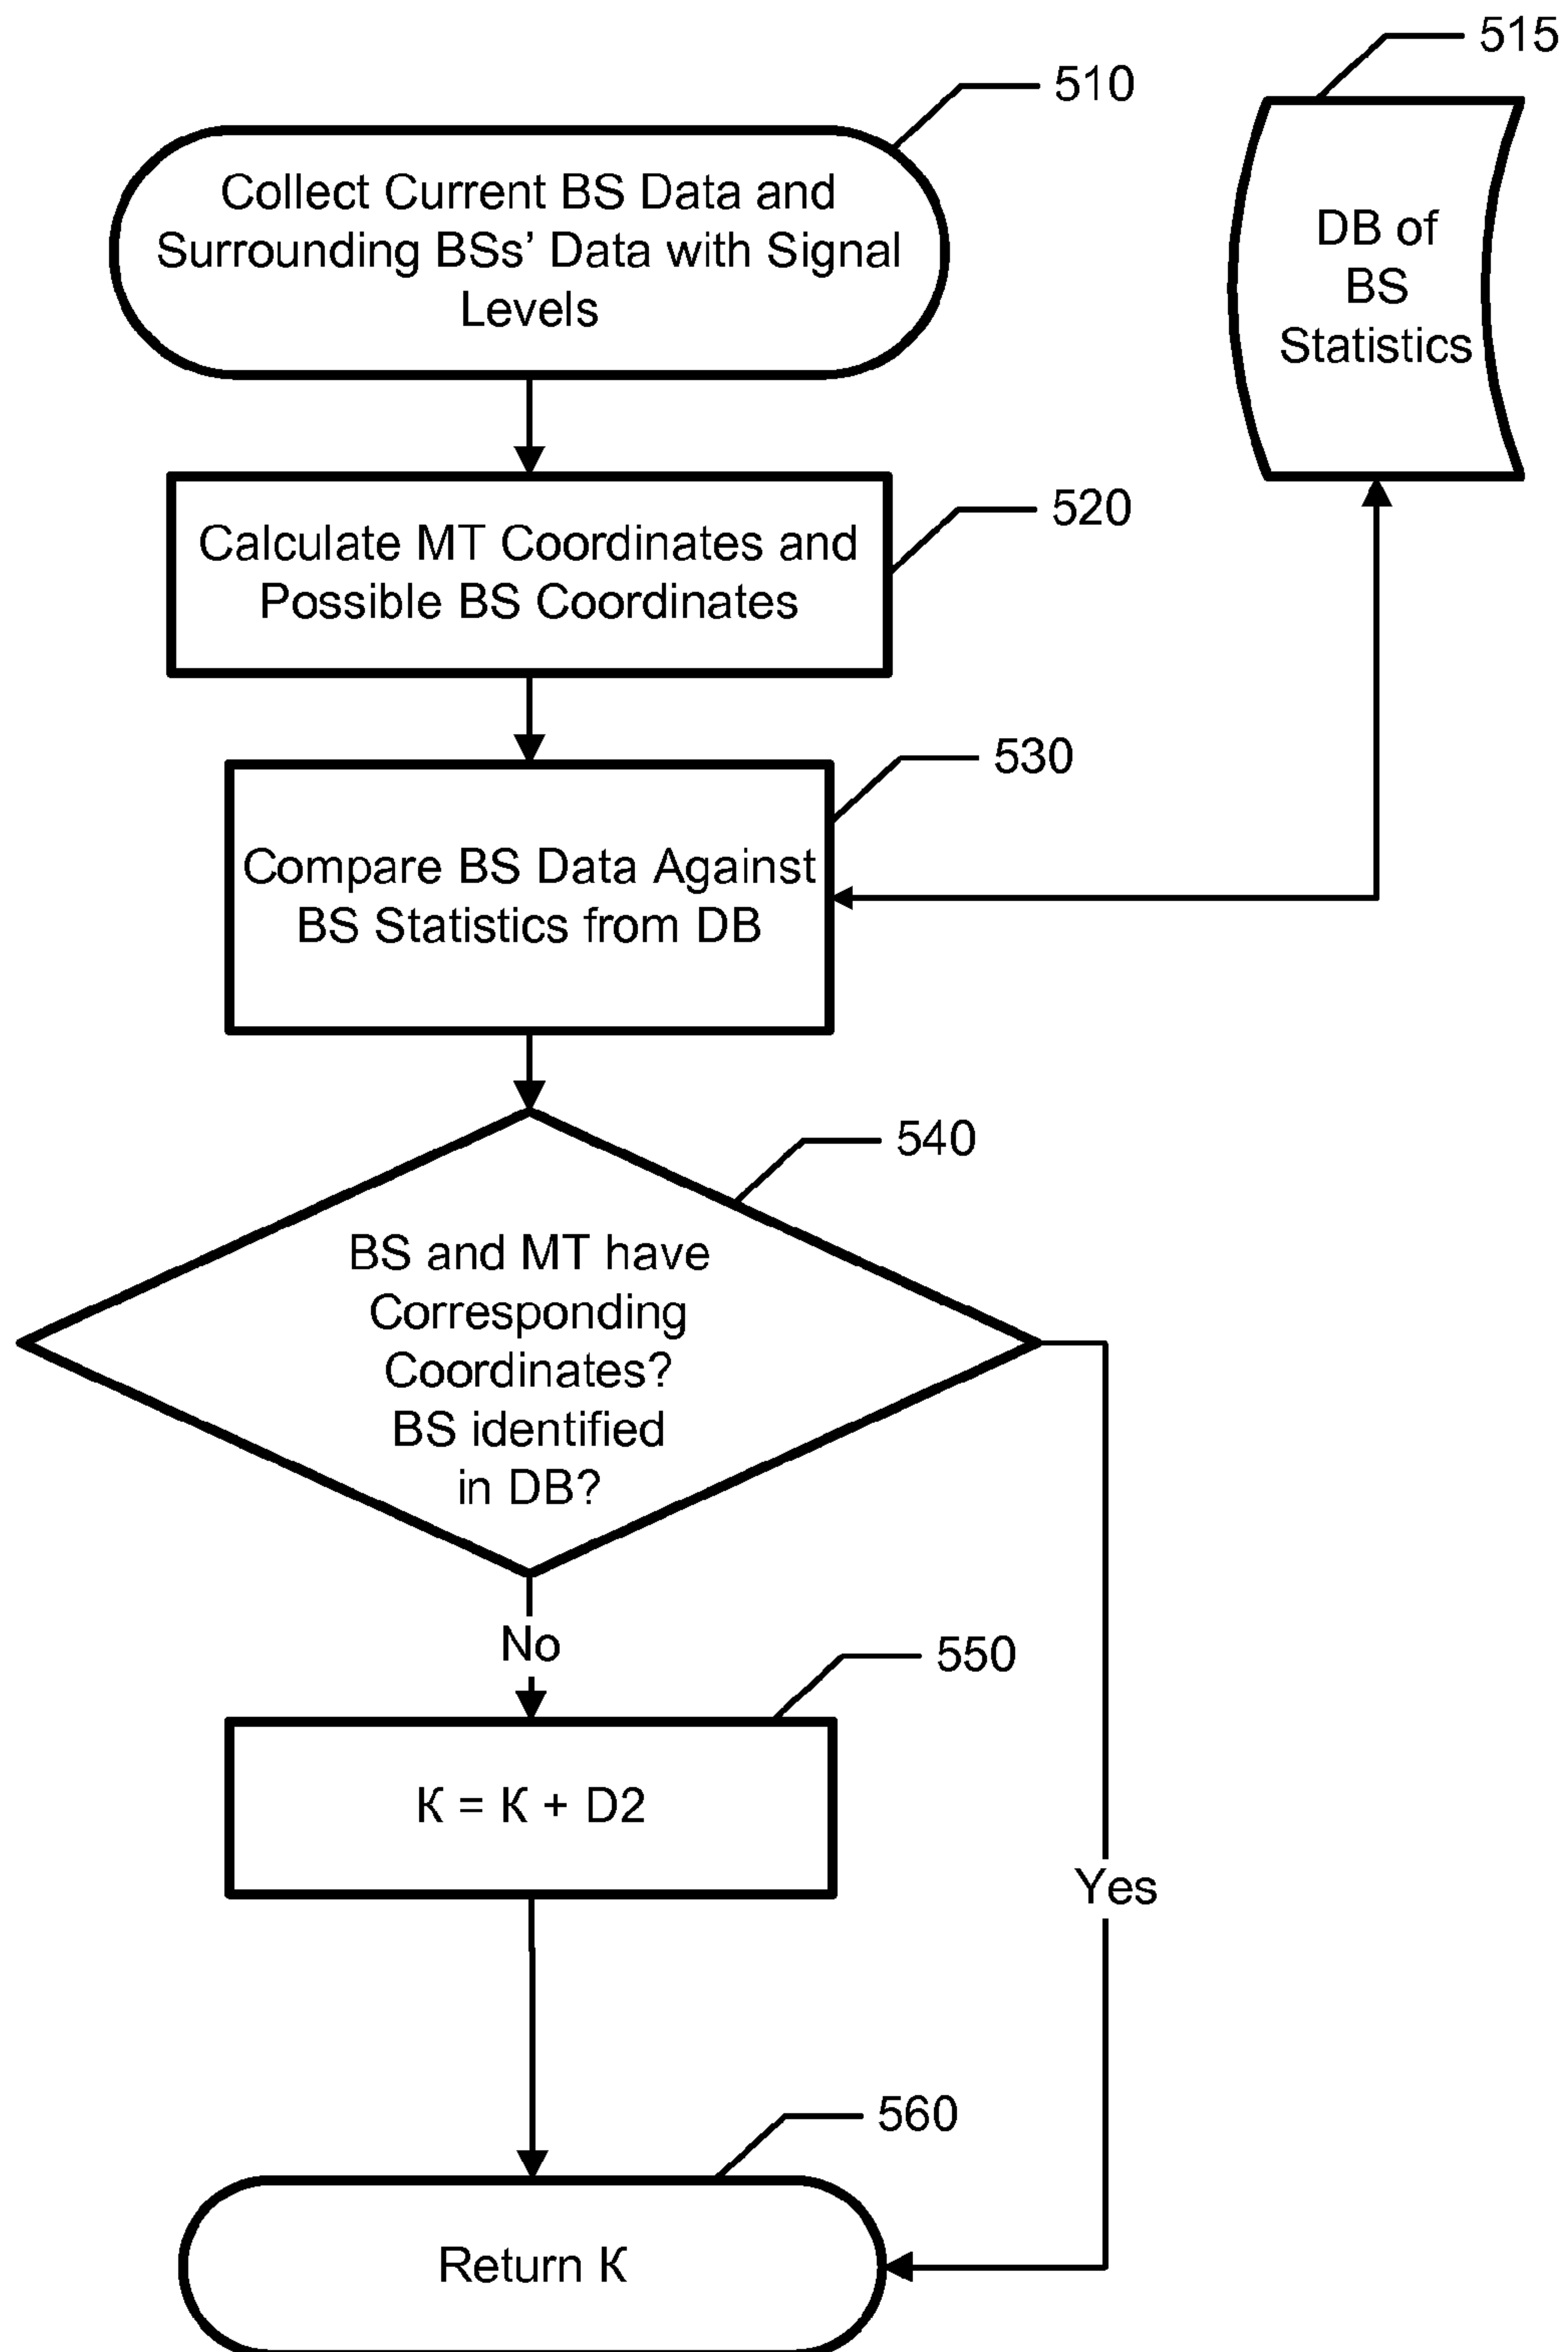 515
510
Collect Current BS Data and
Surrounding BSs’ Data with Signal
Levels
DB of
BS
Statistics
520
Calculate MT Coordinates and
Possible BS Coordinates
530
Compare BS Data Against
BS Statistics from DB
540
BS and MT have
Corresponding
Coordinates?
BS identified
in DB?
No
550
К = К + D2
Yes
560
Return К